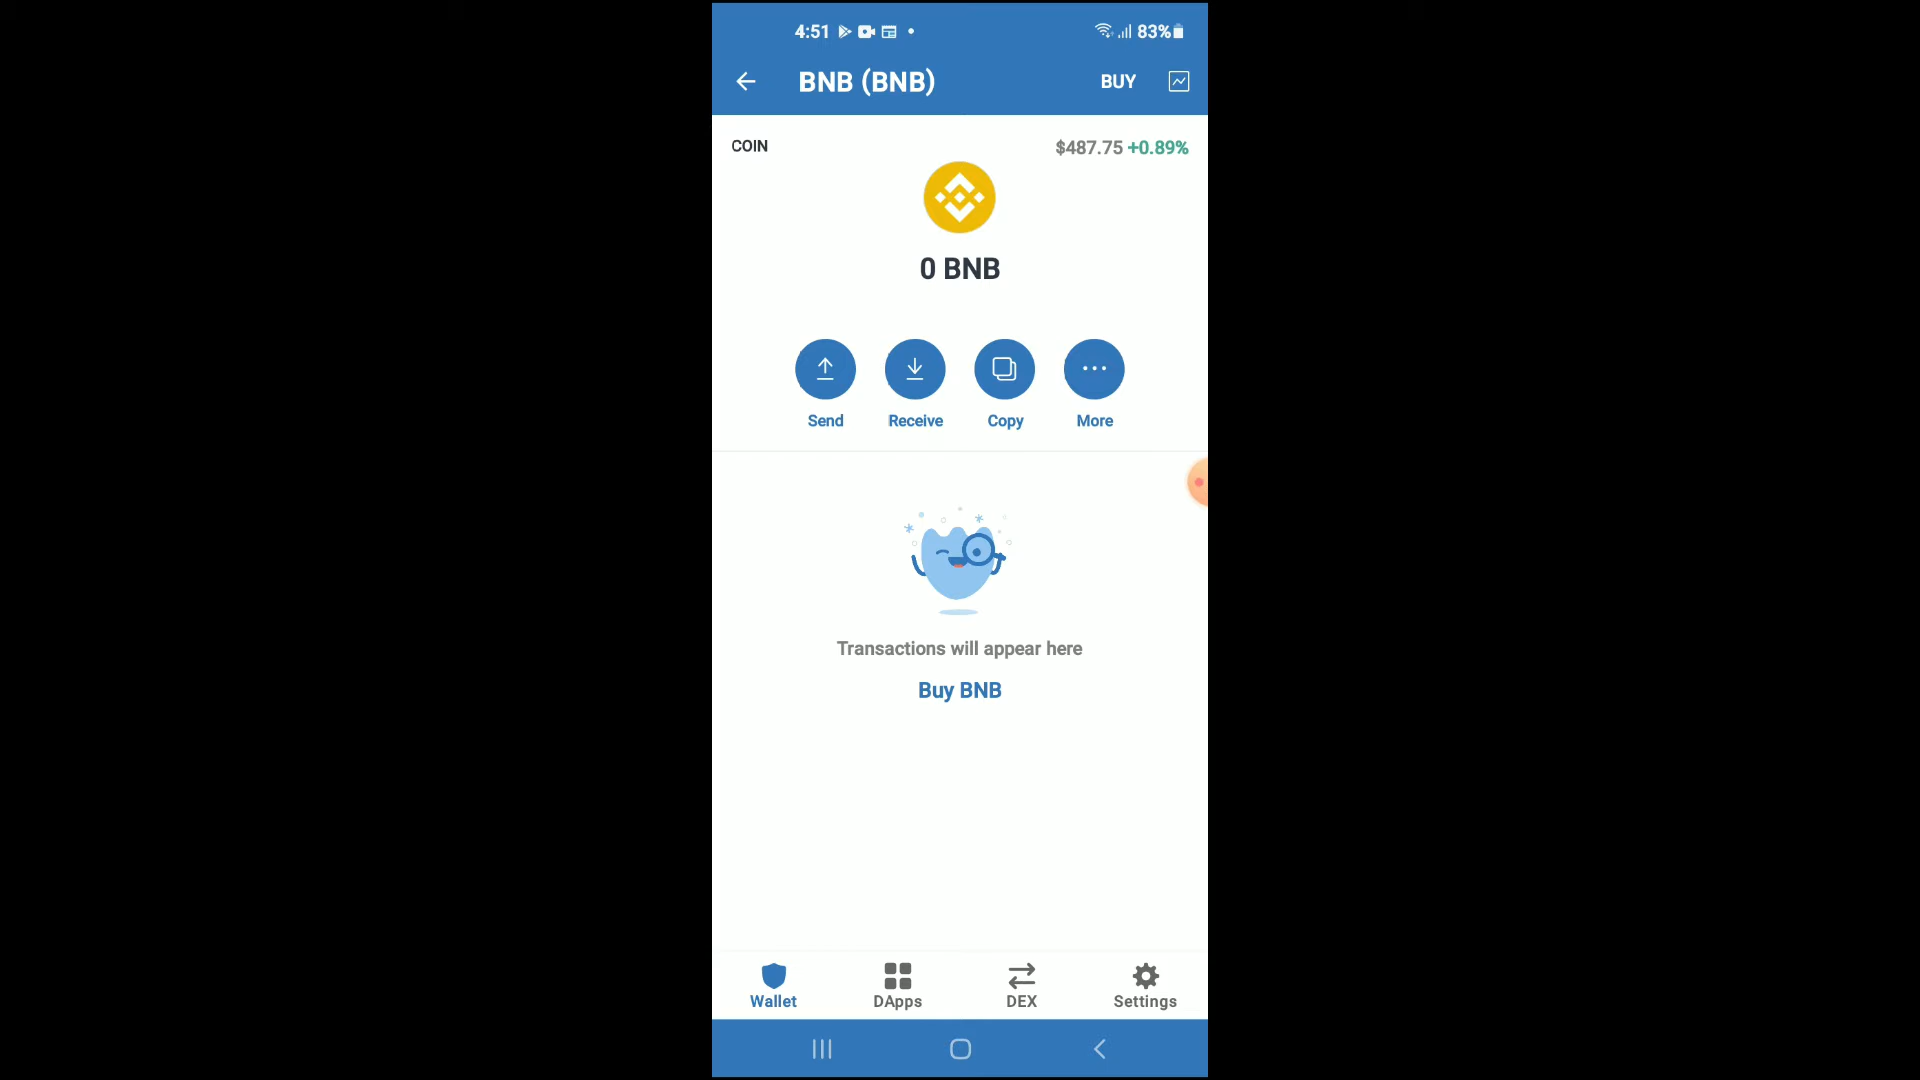 4:51
83%
BNB (BNB)
BUY
COIN
$487.75 +0.89%
0 BNB
Send
Receive
Copy
More
Transactions will appear here
Buy BNB
Wallet
DApps
DEX
Settings